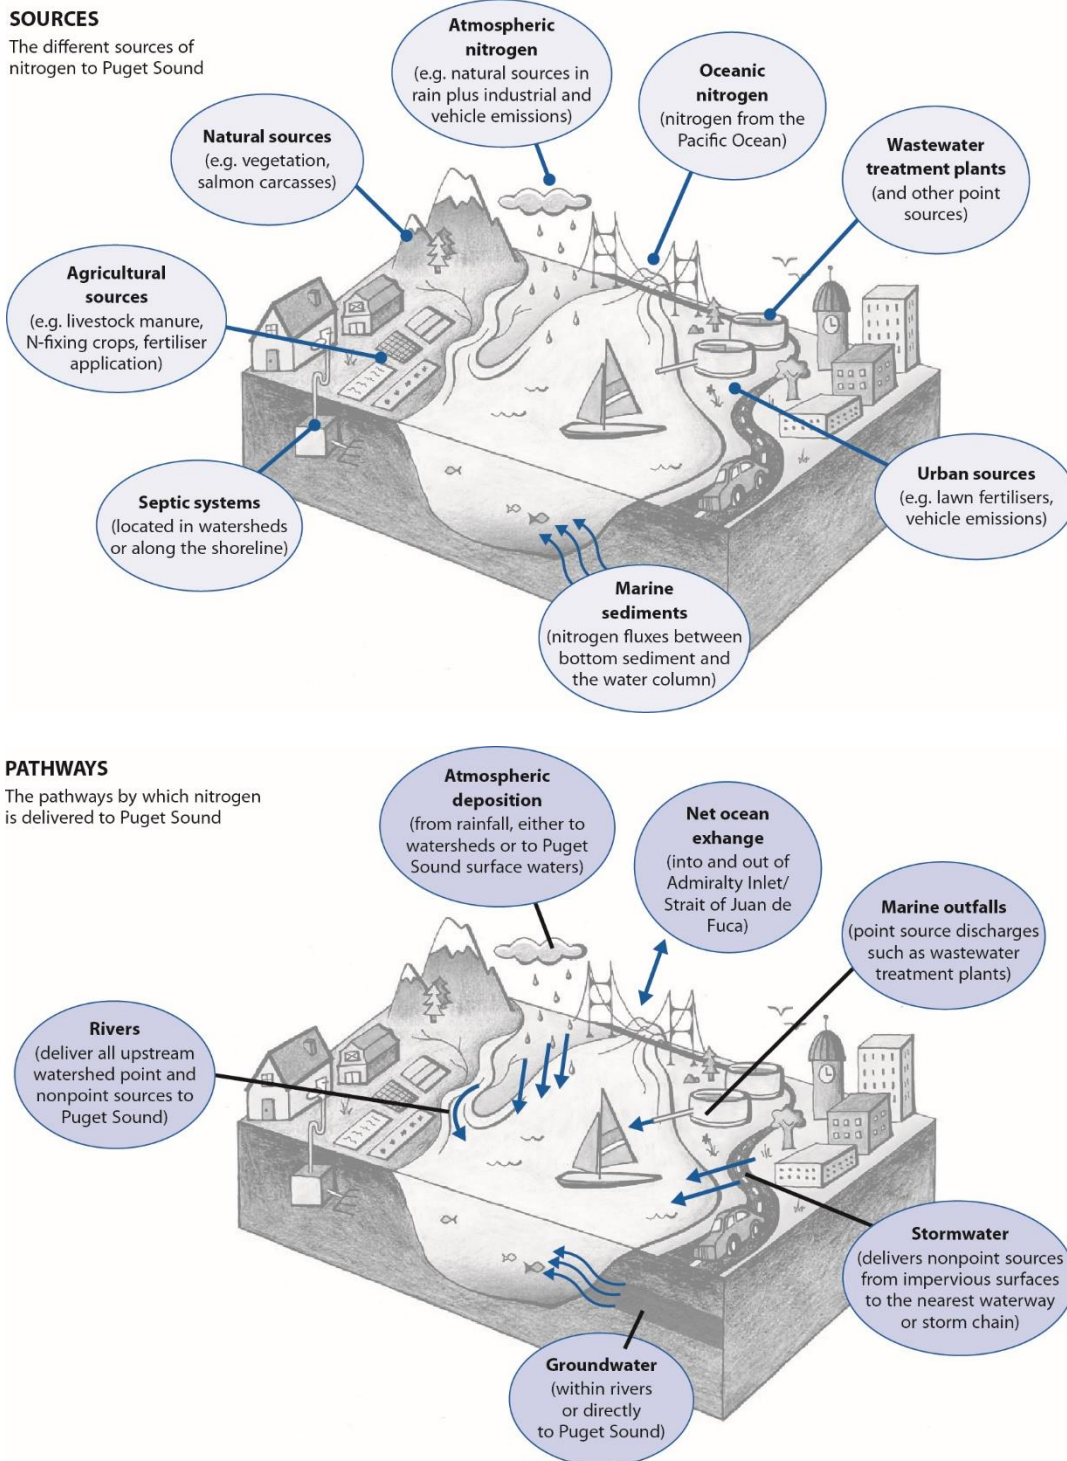 SOURCES
The different sources of
nitrogen to Puget Sound
Atmospheric
nitrogen
(e.g. natural sources in
rain plus industrial and
vehicle emissions)
Oceanic
nitrogen
(nitrogen from the
Pacific Ocean)
Natural sources
(e.g. vegetation,
salmon carcasses)
Wastewater
treatment plants
(and other point
sources)
Agricultural
sources
(e.g. livestock manure,
N-fixing crops, fertiliser
application)
Septic systems
(located in watersheds
or along the shoreline)
Urban sources
(e.g. lawn fertilisers,
vehicle emissions)
Marine
sediments
(nitrogen fluxes between
bottom sediment and
the water column)
PATHWAYS
The pathways by which nitrogen
is delivered to Puget Sound
Atmospheric
deposition
(from rainfall, either to
watersheds or to Puget
Sound surface waters)
Net ocean
exhange
(into and out of
Admiralty Inlet/
Strait of Juan de
Fuca)
Marine outfalls
(point source discharges
such as wastewater
treatment plants)
Rivers
(deliver all upstream
watershed point and
nonpoint sources to
Puget Sound)
Stormwater
(delivers nonpoint sources
from impervious surfaces
to the nearest waterway
or storm chain)
Groundwater
(within rivers
or directly
to Puget Sound)